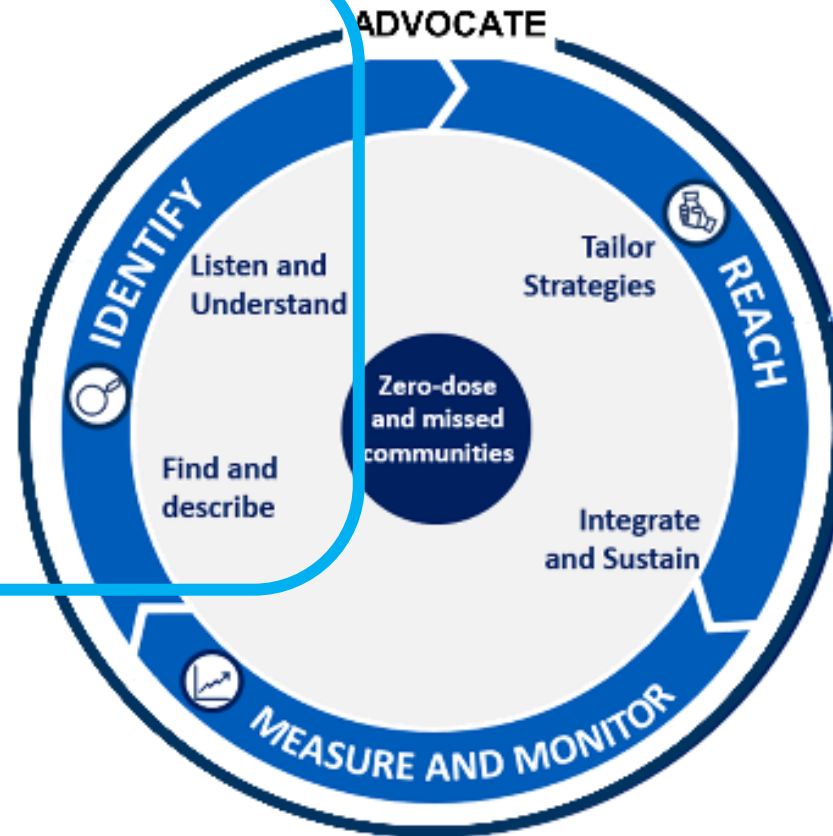 ADVOCATE
IDENTIFY
REACH
MEASURE AND MONITOR
Listen and
Understand
Tailor
Strategies
Zero-dose
and missed
communities
Find and
describe
Integrate
and Sustain